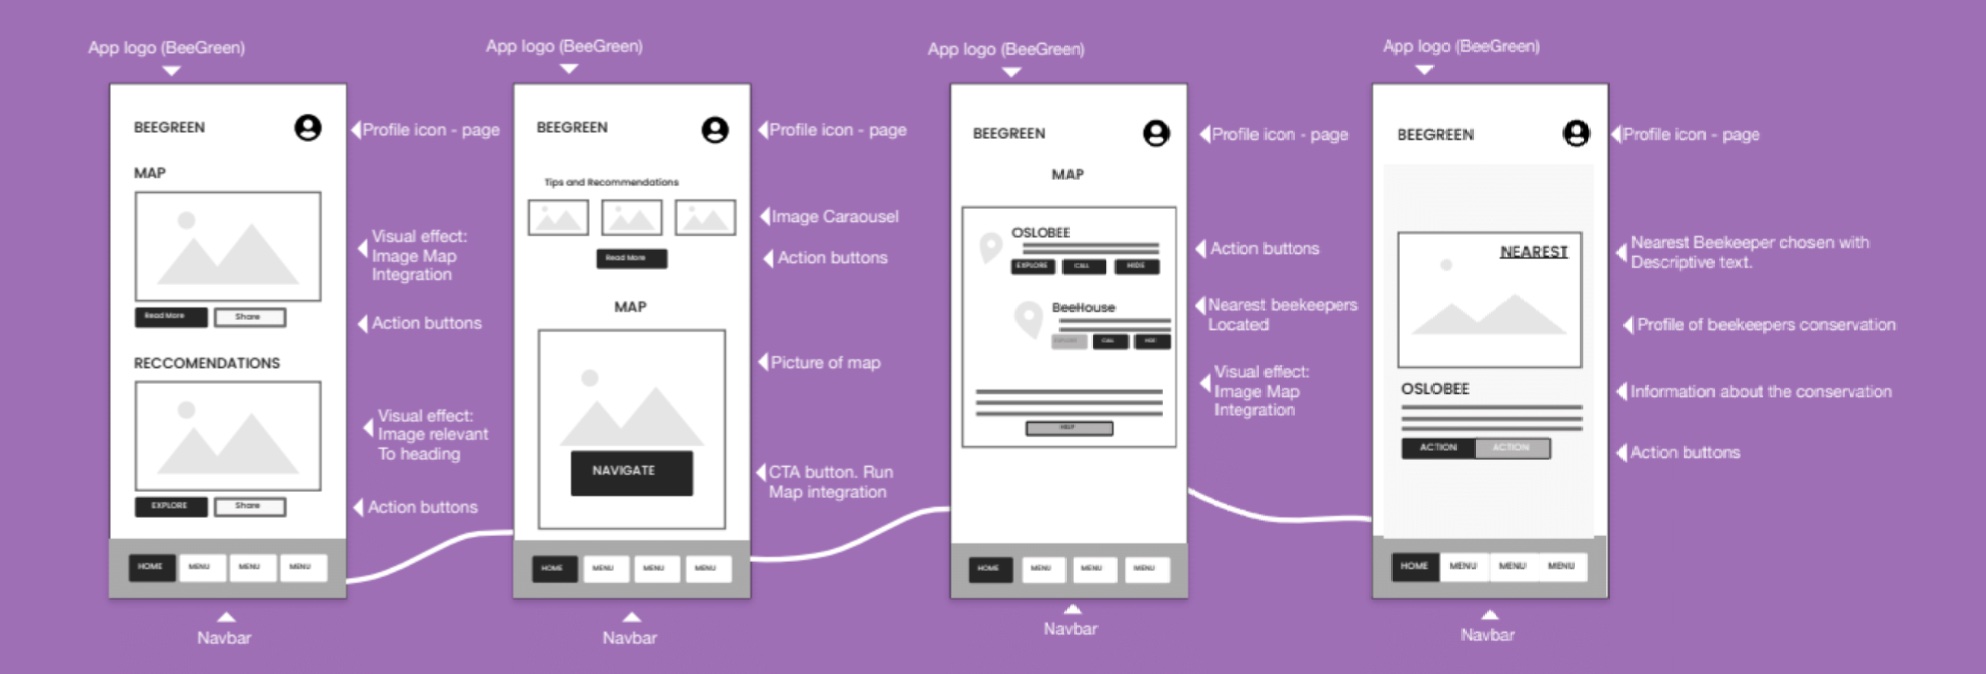 App logo (BeeGreen)
BEEGREEN
Profile icon - page
MAP
Visual effect:
Image Map
Integration
Read More
Share
Action buttons
RECCOMENDATIONS
Visual effect:
Image relevant
To heading
EXPLORE
Share
Action buttons
HOME
MENU
MENU
MENU
Navbar
App logo (BeeGreen)
BEEGREEN
Profile icon - page
Tips and Recommendations
Image Caraousel
Read More
Action buttons
MAP
Picture of map
NAVIGATE
CTA button. Run
Map integration
HOME
MENU
MENU
MENU
Navbar
App logo (BeeGreen)
BEEGREEN
Profile icon - page
MAP
OSLOBEE
Action buttons
EXPLORE
CALL
HIDE
BeeHouse
Nearest beekeepers
Located
EXPLORE
CALL
HIDE
Visual effect:
Image Map
Integration
HELP
HOME
MENU
MENU
MENU
Navbar
App logo (BeeGreen)
BEEGREEN
Profile icon - page
NEAREST
Nearest Beekeeper chosen with
Descriptive text.
Profile of beekeepers conservation
OSLOBEE
Information about the conservation
ACTION
ACTION
Action buttons
HOME
MENU
MENU
MENU
Navbar